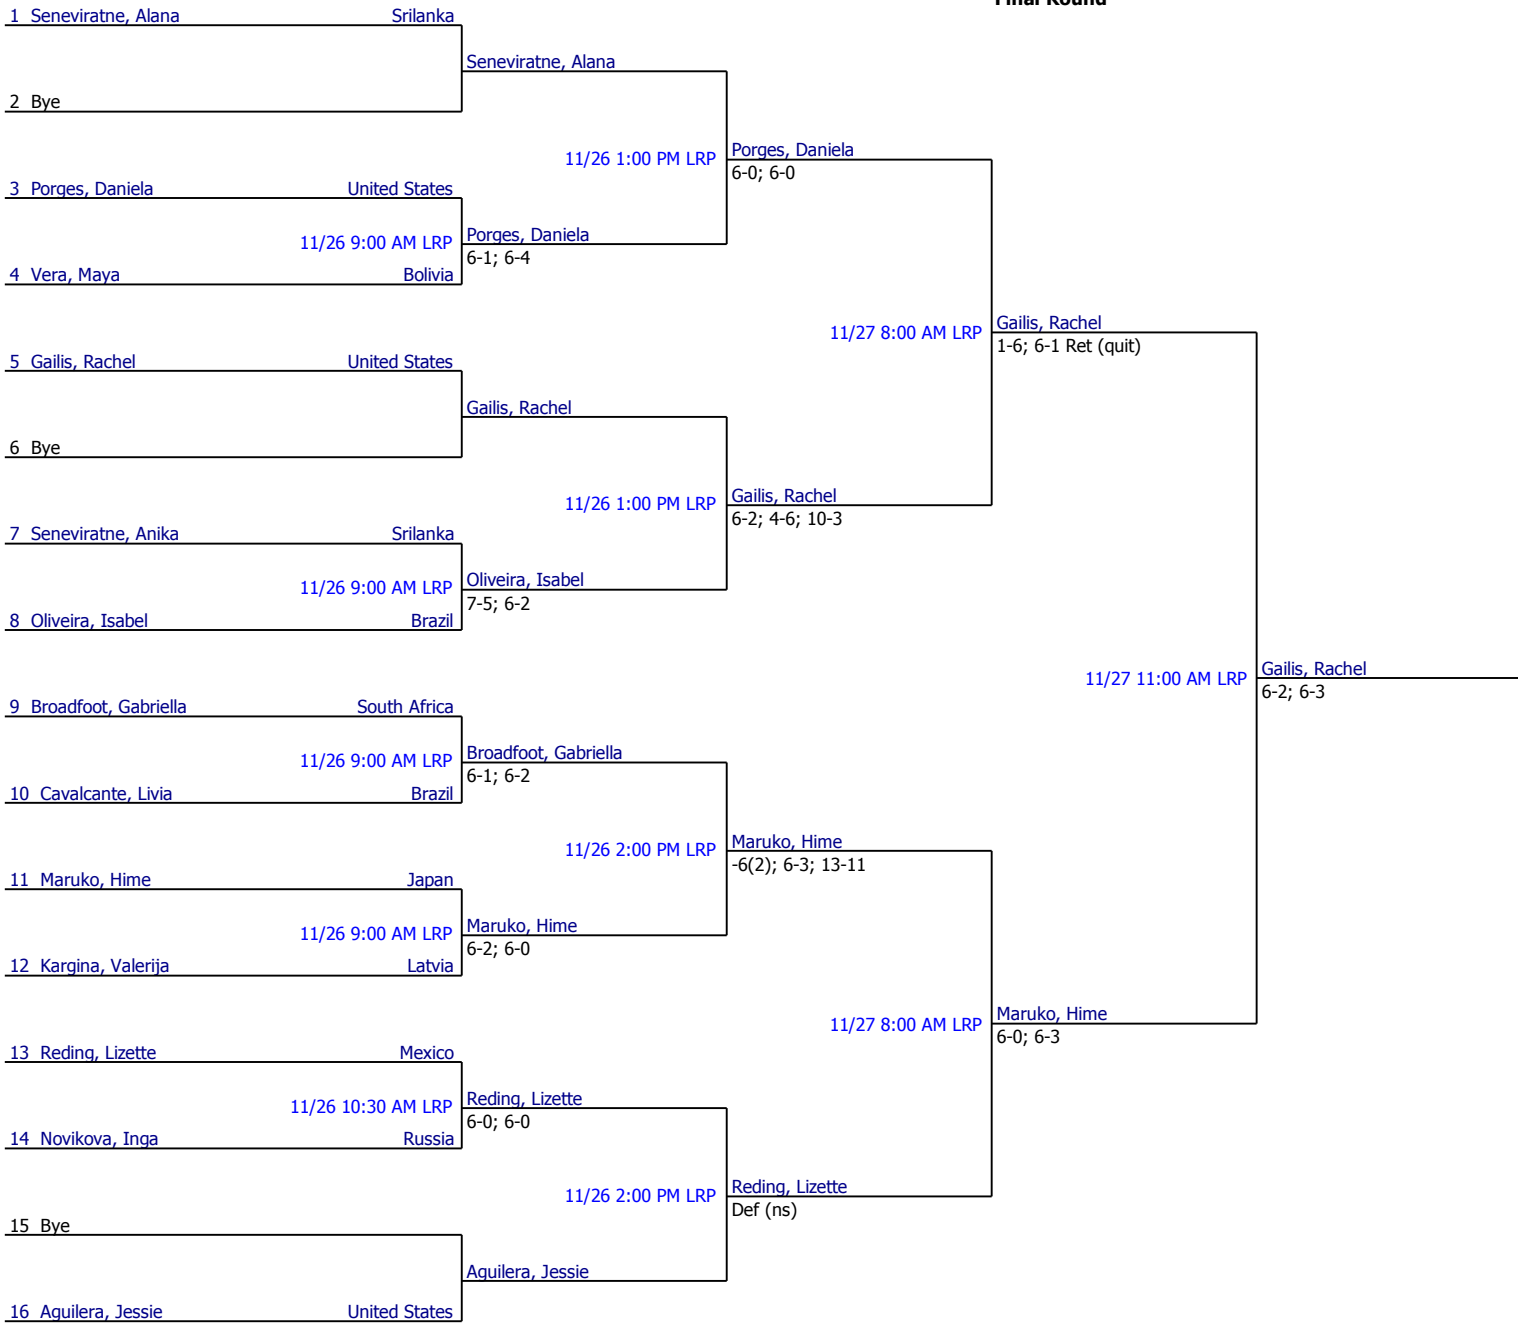 Final Round
1 Seneviratne, Alana Srilanka
Seneviratne, Alana
2 Bye
11/26 1:00 PM LRP Porges, Daniela
6-0; 6-0
3 Porges, Daniela United States
11/26 9:00 AM LRP Porges, Daniela
6-1; 6-4
4 Vera, Maya Bolivia
11/27 8:00 AM LRP Gailis, Rachel
1-6; 6-1 Ret (quit)
5 Gailis, Rachel United States
Gailis, Rachel
6 Bye
11/26 1:00 PM LRP Gailis, Rachel
6-2; 4-6; 10-3
7 Seneviratne, Anika Srilanka
11/26 9:00 AM LRP Oliveira, Isabel
7-5; 6-2
8 Oliveira, Isabel Brazil
11/27 11:00 AM LRP Gailis, Rachel
6-2; 6-3
9 Broadfoot, Gabriella South Africa
11/26 9:00 AM LRP Broadfoot, Gabriella
6-1; 6-2
10 Cavalcante, Livia Brazil
11/26 2:00 PM LRP Maruko, Hime
-6(2); 6-3; 13-11
11 Maruko, Hime Japan
11/26 9:00 AM LRP Maruko, Hime
6-2; 6-0
12 Kargina, Valerija Latvia
11/27 8:00 AM LRP Maruko, Hime
6-0; 6-3
13 Reding, Lizette Mexico
11/26 10:30 AM LRP Reding, Lizette
6-0; 6-0
14 Novikova, Inga Russia
11/26 2:00 PM LRP Reding, Lizette
Def (ns)
15 Bye
Aguilera, Jessie
16 Aguilera, Jessie United States